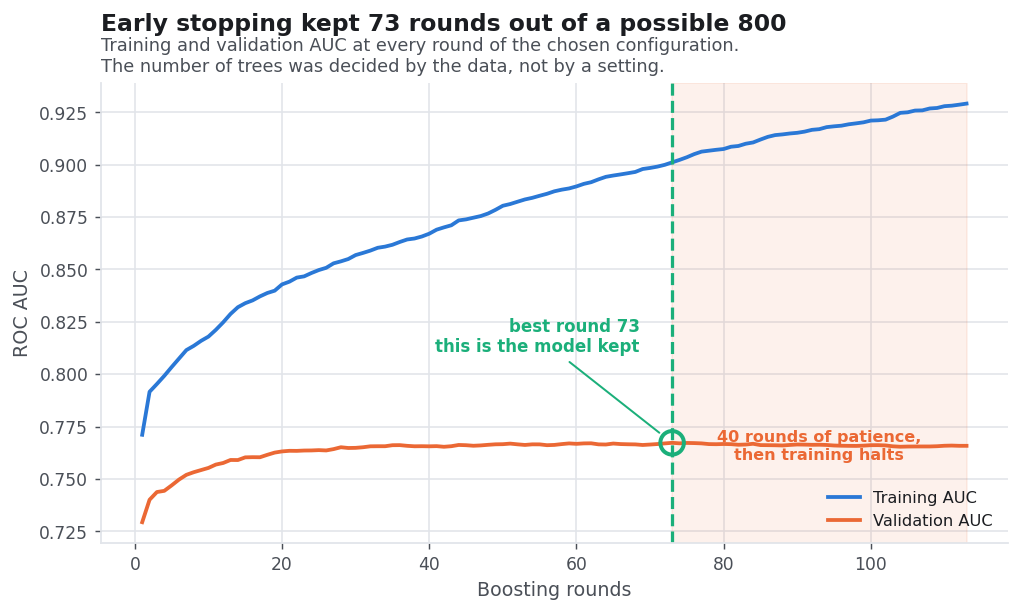 Early stopping kept 73 rounds out of a possible 800
Training and validation AUC at every round of the chosen configuration.
The number of trees was decided by the data, not by a setting.
ROC AUC
0.925
0.900
0.875
0.850
0.825
0.800
0.775
0.750
0.725
best round 73
this is the model kept
40 rounds of patience,
then training halts
Training AUC
Validation AUC
0
20
40
60
80
100
Boosting rounds